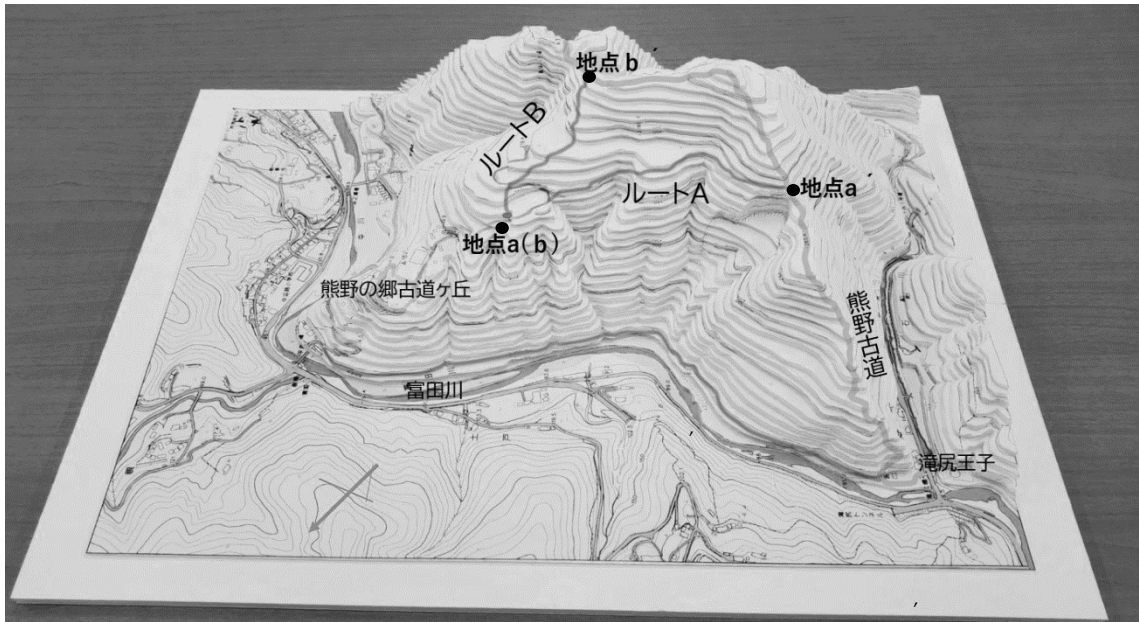 地点b´
ルートB
ルートA
地点a´
地点a(b)
熊野の郷古道ヶ丘
熊野古道
富田川
滝尻王子